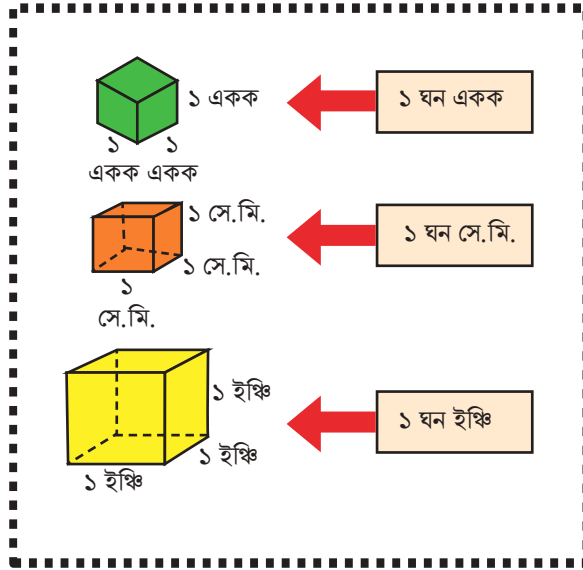 ১ একক
১ ঘন একক
১ ১
একক একক
১ সে.মি.
১ ঘন সে.মি.
১ সে.মি.
১
সে.মি.
১ ইঞ্চি
১ ঘন ইঞ্চি
১ ইঞ্চি
১ ইঞ্চি